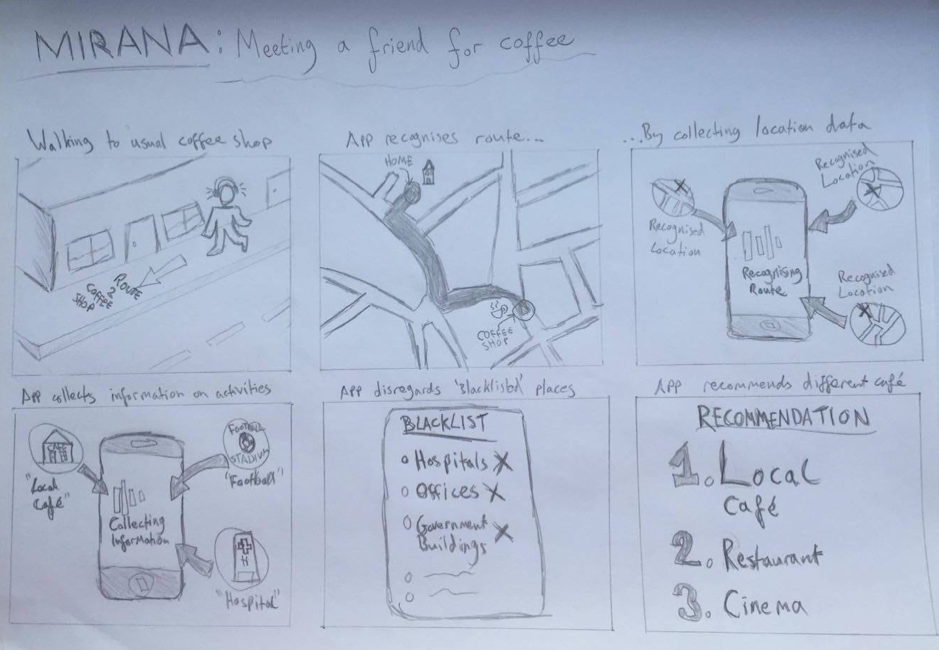 MIRANA: Meeting a friend for coffee
Walking to usual coffee shop
ROUTE
2
COFFEE
SHOP
App recognises route...
HOME
COFFEE
SHOP
...By collecting location data
Recognised
Location
Recognised
Location
Recognising
Route
Recognised
Location
App collects information on activities
CAFE
"Local
Café"
FOOTBALL
STADIUM
"Football"
Collecting
Information
H
"Hospital"
App disregards 'Blacklistd' places
BLACKLIST
Hospitals X
Offices X
Government X
Buildings
App recommends different café
RECOMMENDATION
1. Local
Café
2. Restaurant
3. Cinema